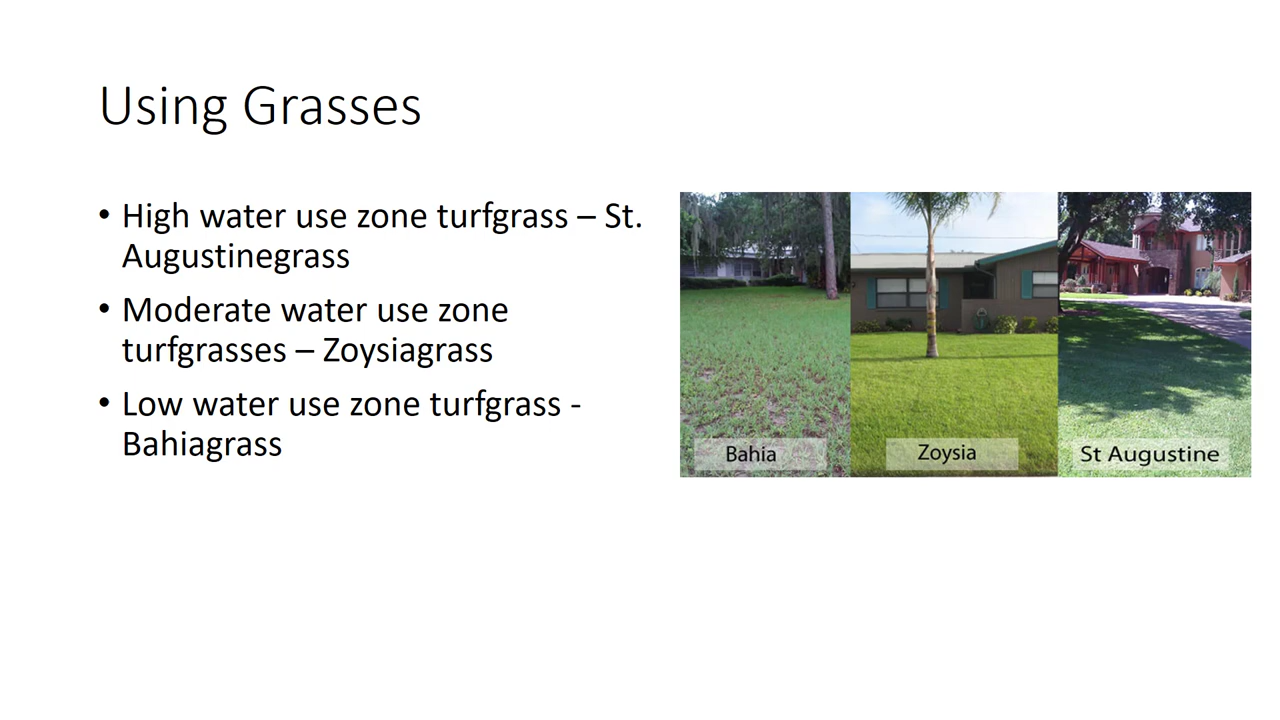 Using Grasses
• High water use zone turfgrass – St.
Augustinegrass
• Moderate water use zone
turfgrasses – Zoysiagrass
• Low water use zone turfgrass -
Bahiagrass
Bahia
Zoysia
St Augustine